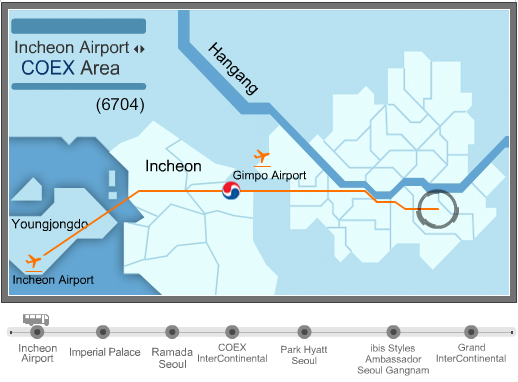 Incheon Airport
COEX Area
(6704)
Hangang
Incheon
Gimpo Airport
Youngjongdo
Incheon Airport
Incheon
Airport
Imperial Palace
Ramada
Seoul
COEX
InterContinental
Park Hyatt
Seoul
ibis Styles
Ambassador
Seoul Gangnam
Grand
InterContinental